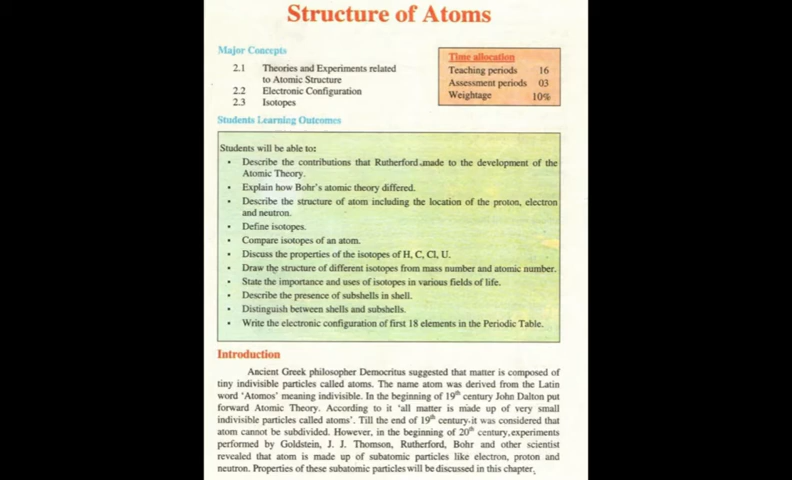 Structure of Atoms
Major Concepts
2.1 Theories and Experiments related
to Atomic Structure
2.2 Electronic Configuration
2.3 Isotopes
Time allocation
Teaching periods 16
Assessment periods 03
Weightage 10%
Students Learning Outcomes
Students will be able to:
• Describe the contributions that Rutherford made to the development of the
Atomic Theory.
• Explain how Bohr's atomic theory differed.
• Describe the structure of atom including the location of the proton, electron
and neutron.
• Define isotopes.
• Compare isotopes of an atom.
• Discuss the properties of the isotopes of H, C, Cl, U.
• Draw the structure of different isotopes from mass number and atomic number.
• State the importance and uses of isotopes in various fields of life.
• Describe the presence of subshells in shell.
• Distinguish between shells and subshells.
• Write the electronic configuration of first 18 elements in the Periodic Table.
Introduction
Ancient Greek philosopher Democritus suggested that matter is composed of
tiny indivisible particles called atoms. The name atom was derived from the Latin
word 'Atomos' meaning indivisible. In the beginning of 19th century John Dalton put
forward Atomic Theory. According to it 'all matter is made up of very small
indivisible particles called atoms'. Till the end of 19th century it was considered that
atom cannot be subdivided. However, in the beginning of 20th century, experiments
performed by Goldstein, J. J. Thomson, Rutherford, Bohr and other scientist
revealed that atom is made up of subatomic particles like electron, proton and
neutron. Properties of these subatomic particles will be discussed in this chapter.